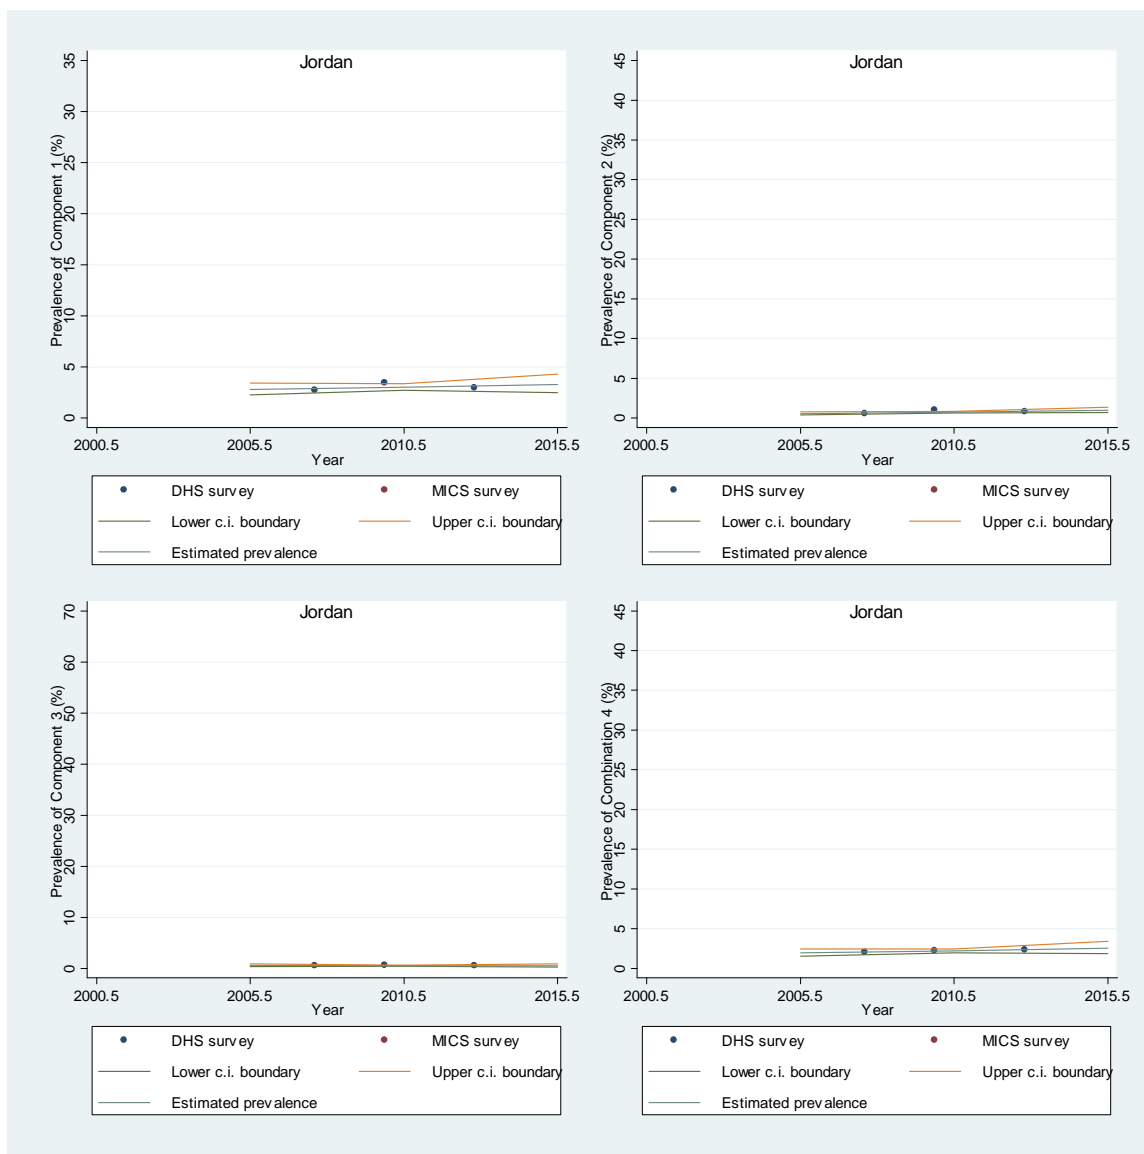 Jordan
Prevalence of Component 1 (%)
35
30
25
20
15
10
5
0
2000.5 2005.5 2010.5 2015.5
Year
DHS survey MICS survey
Lower c.i. boundary Upper c.i. boundary
Estimated prevalence
Jordan
Prevalence of Component 2 (%)
45
40
35
30
25
20
15
10
5
0
2000.5 2005.5 2010.5 2015.5
Year
DHS survey MICS survey
Lower c.i. boundary Upper c.i. boundary
Estimated prevalence
Jordan
Prevalence of Component 3 (%)
70
60
50
40
30
20
10
0
2000.5 2005.5 2010.5 2015.5
Year
DHS survey MICS survey
Lower c.i. boundary Upper c.i. boundary
Estimated prevalence
Jordan
Prevalence of Combination 4 (%)
45
40
35
30
25
20
15
10
5
0
2000.5 2005.5 2010.5 2015.5
Year
DHS survey MICS survey
Lower c.i. boundary Upper c.i. boundary
Estimated prevalence